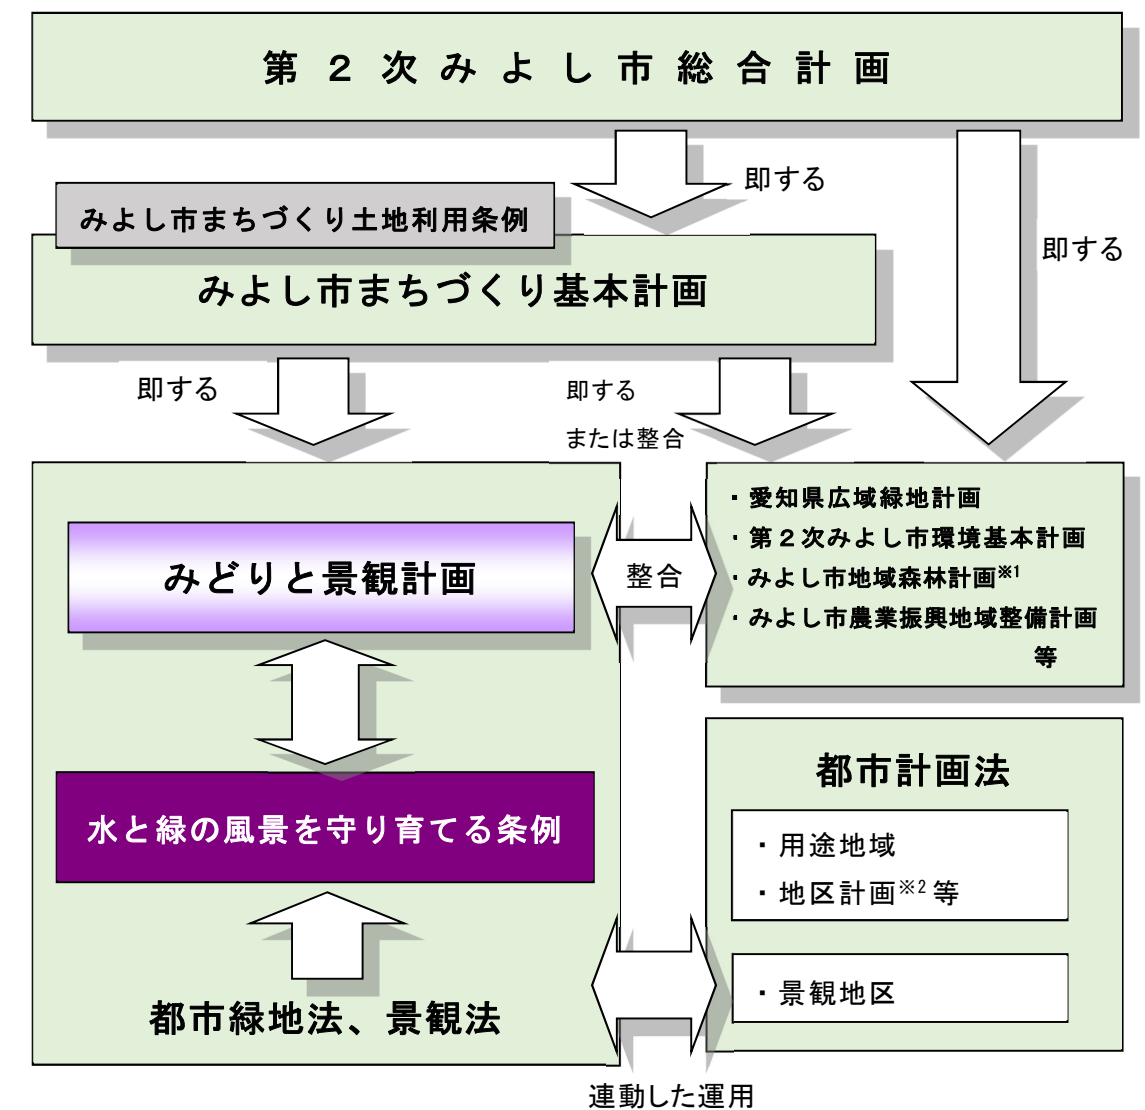 第２次みよし市総合計画
即する
みよし市まちづくり土地利用条例
即する
みよし市まちづくり基本計画
即する
即する
または整合
・愛知県広域緑地計画
・第２次みよし市環境基本計画
・みよし市地域森林計画※1
・みよし市農業振興地域整備計画
等
みどりと景観計画
整合
都市計画法
水と緑の風景を守り育てる条例
・用途地域
・地区計画※2等
・景観地区
都市緑地法、景観法
連動した運用